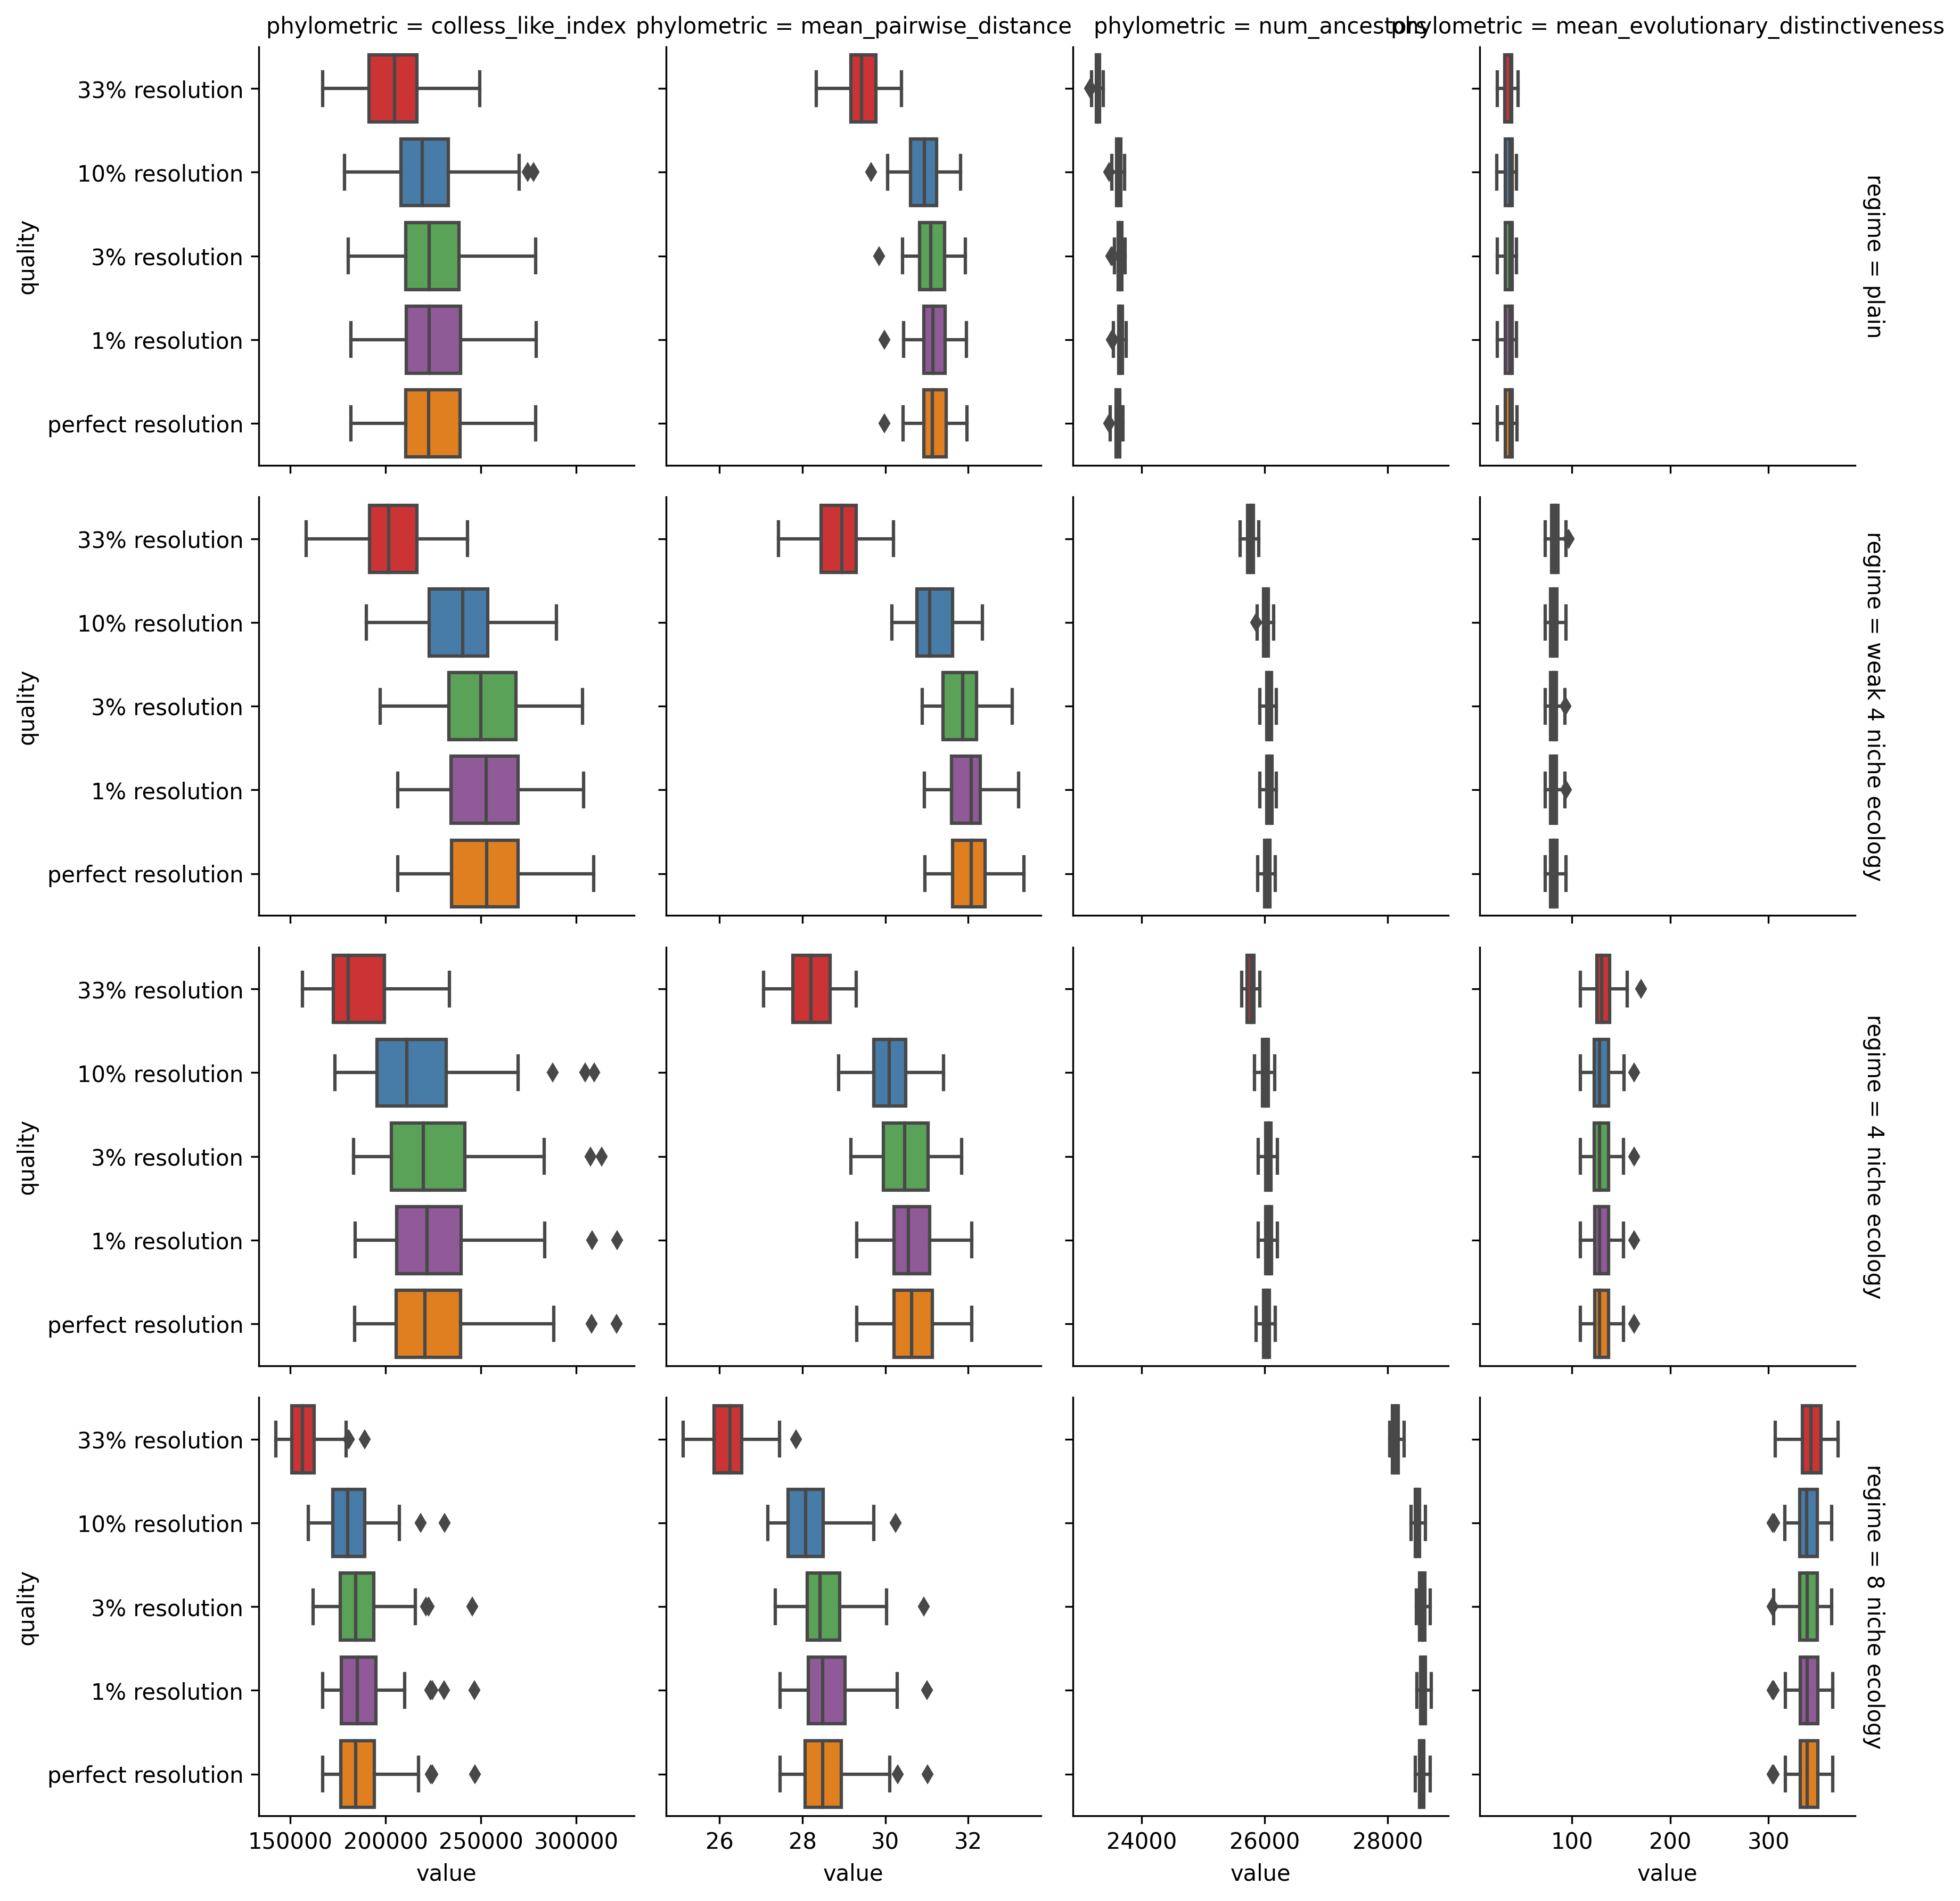 phylometric = colless_like_index phylometric = mean_pairwise_distance phylometric = num_ancestors phylometric = mean_evolutionary_distinctiveness
33% resolution
10% resolution
3% resolution
1% resolution
perfect resolution
quality
regime = plain
33% resolution
10% resolution
3% resolution
1% resolution
perfect resolution
quality
regime = weak 4 niche ecology
33% resolution
10% resolution
3% resolution
1% resolution
perfect resolution
quality
regime = 4 niche ecology
33% resolution
10% resolution
3% resolution
1% resolution
perfect resolution
quality
regime = 8 niche ecology
150000 200000 250000 300000 26 28 30 32 24000 26000 28000 100 200 300
value value value value